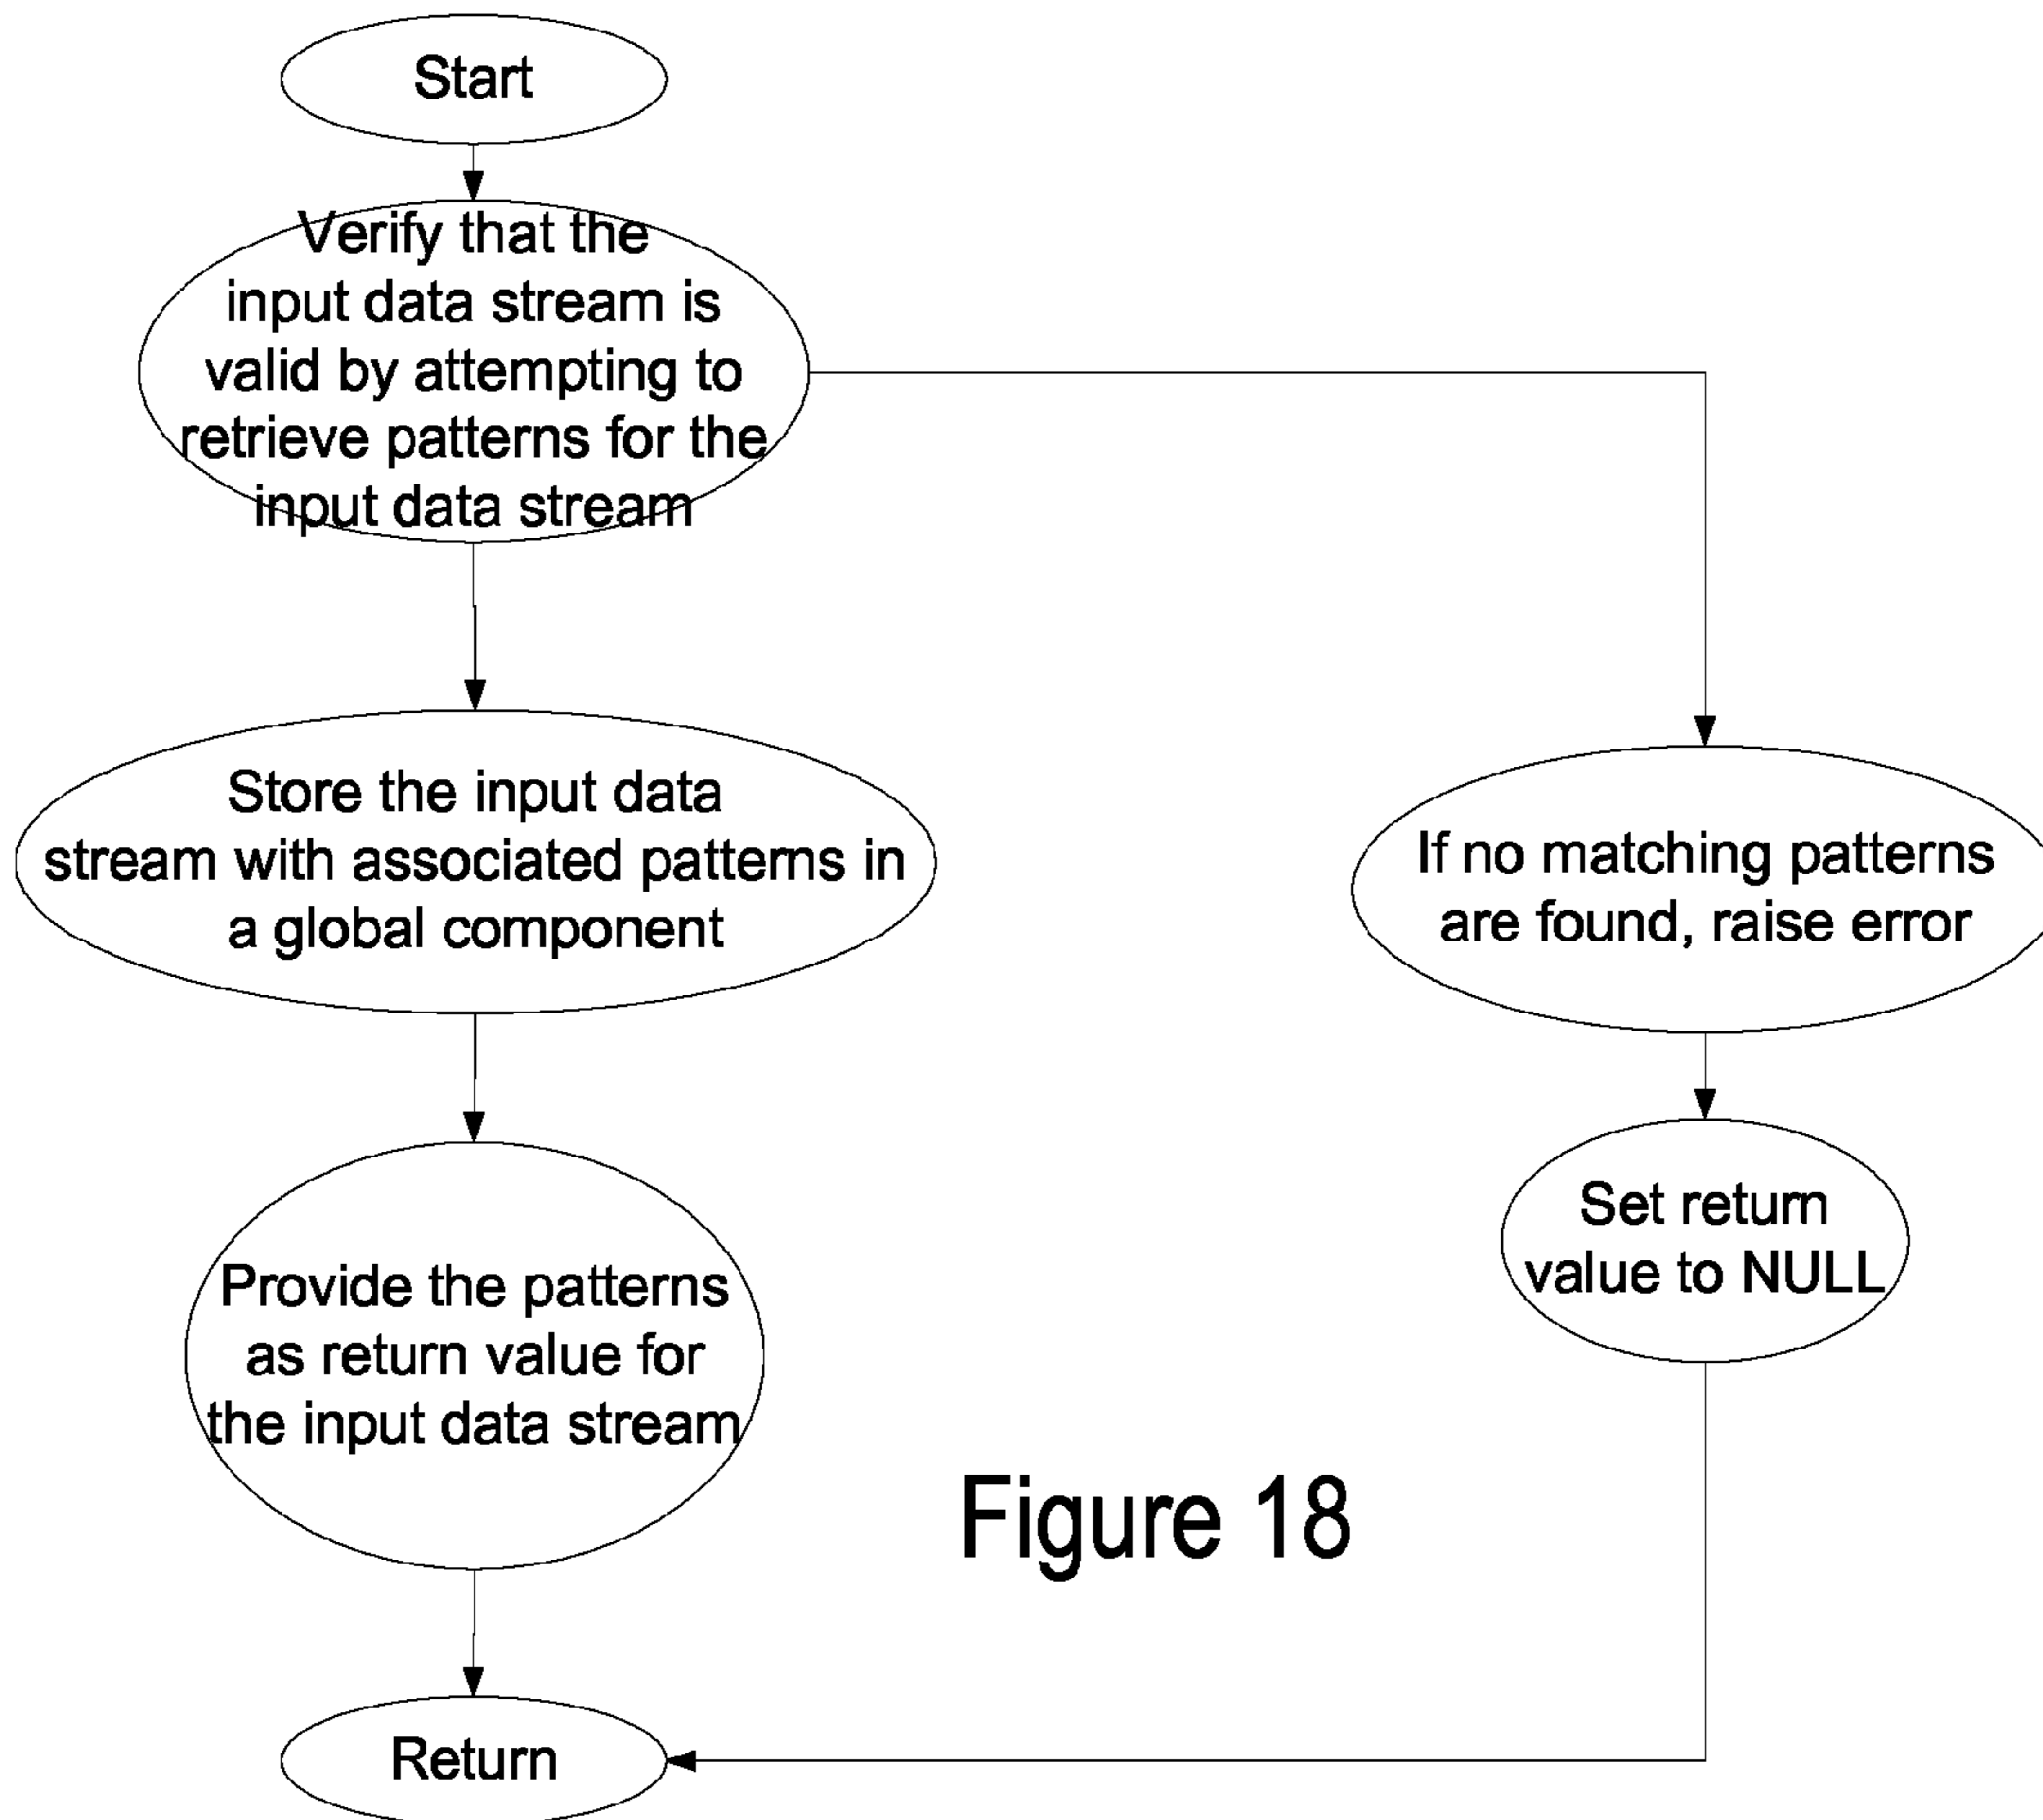 Start
Verify that the
input data stream is
valid by attempting to
retrieve patterns for the
input data stream
Store the input data
stream with associated patterns in
a global component
If no matching patterns
are found, raise error
Set return
value to NULL
Provide the patterns
as return value for
the input data stream
Figure 18
Return